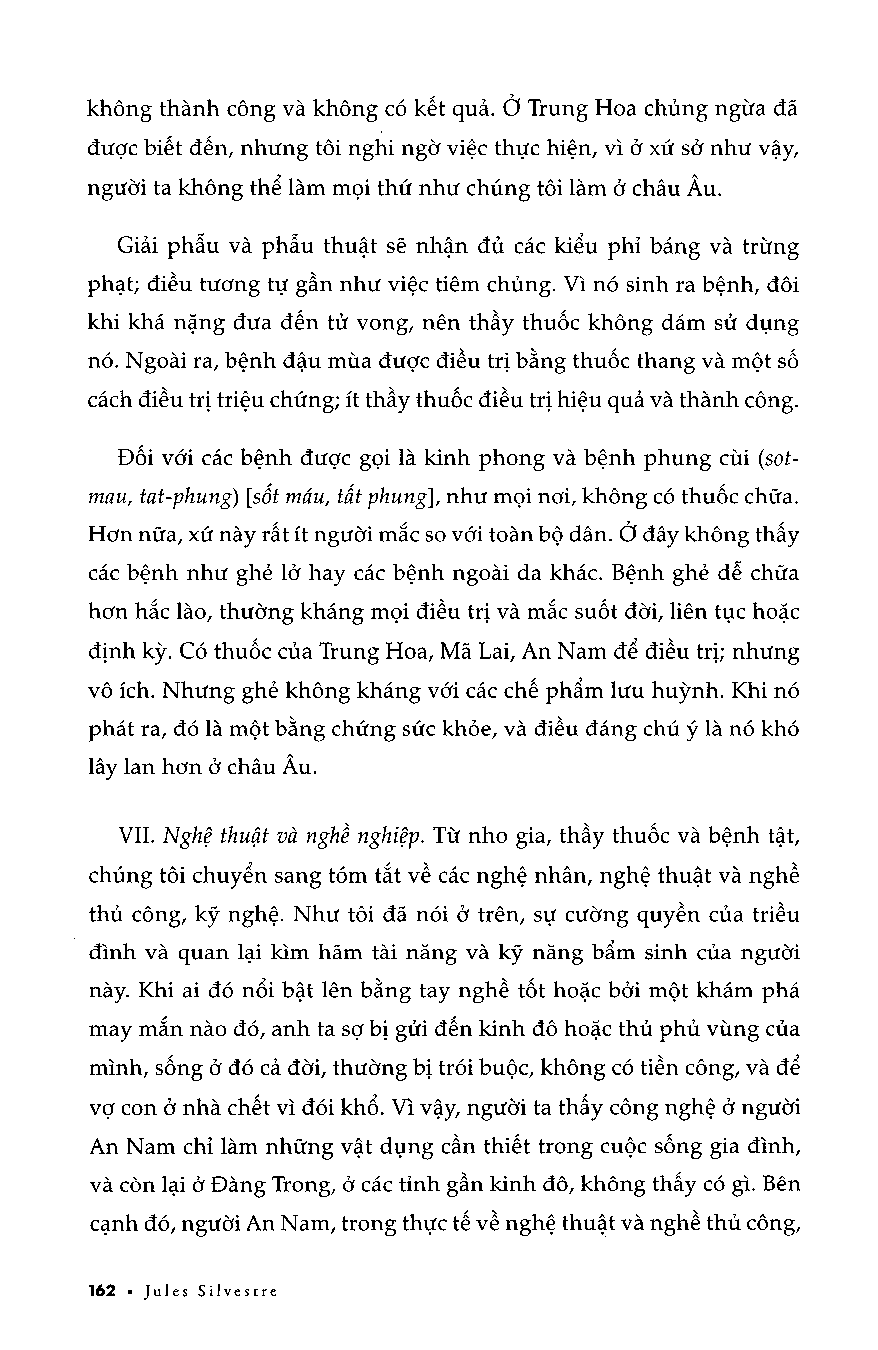 không thành công và không có kết quả. Ở Trung Hoa chủng ngừa đã
được biết đến, nhưng tôi nghi ngờ việc thực hiện, vì ở xứ sở như vậy,
người ta không thể làm mọi thứ như chúng tôi làm ở châu Âu.
Giải phẫu và phẫu thuật sẽ nhận đủ các kiểu phỉ báng và trừng
phạt; điều tương tự gần như việc tiêm chủng. Vì nó sinh ra bệnh, đôi
khi khá nặng đưa đến tử vong, nên thầy thuốc không dám sử dụng
nó. Ngoài ra, bệnh đậu mùa được điều trị bằng thuốc thang và một số
cách điều trị triệu chứng; ít thầy thuốc điều trị hiệu quả và thành công.
Đối với các bệnh được gọi là kinh phong và bệnh phung cùi (sot-
mau, tat-phung) [sốt máu, tất phung], như mọi nơi, không có thuốc chữa.
Hơn nữa, xứ này rất ít người mắc so với toàn bộ dân. Ở đây không thấy
các bệnh như ghẻ lở hay các bệnh ngoài da khác. Bệnh ghẻ dễ chữa
hơn hắc lào, thường kháng mọi điều trị và mắc suốt đời, liên tục hoặc
định kỳ. Có thuốc của Trung Hoa, Mã Lai, An Nam để điều trị; nhưng
vô ích. Nhưng ghẻ không kháng với các chế phẩm lưu huỳnh. Khi nó
phát ra, đó là một bằng chứng sức khỏe, và điều đáng chú ý là nó khó
lây lan hơn ở châu Âu.
VII. Nghệ thuật và nghề nghiệp. Từ nho gia, thầy thuốc và bệnh tật,
chúng tôi chuyển sang tóm tắt về các nghệ nhân, nghệ thuật và nghề
thủ công, kỹ nghệ. Như tôi đã nói ở trên, sự cường quyền của triều
đình và quan lại kìm hãm tài năng và kỹ năng bẩm sinh của người
này. Khi ai đó nổi bật lên bằng tay nghề tốt hoặc bởi một khám phá
may mắn nào đó, anh ta sợ bị gửi đến kinh đô hoặc thủ phủ vùng của
mình, sống ở đó cả đời, thường bị trói buộc, không có tiền công, và để
vợ con ở nhà chết vì đói khổ. Vì vậy, người ta thấy công nghệ ở người
An Nam chỉ làm những vật dụng cần thiết trong cuộc sống gia đình,
và còn lại ở Đàng Trong, ở các tỉnh gần kinh đô, không thấy có gì. Bên
cạnh đó, người An Nam, trong thực tế về nghệ thuật và nghề thủ công,
162 ▪ Jules Silvestre